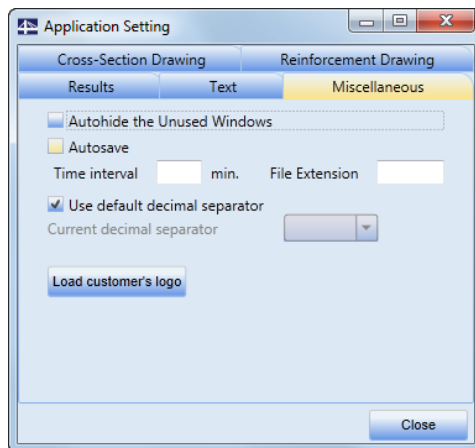 Application Setting
Cross-Section Drawing Reinforcement Drawing
Results Text Miscellaneous
Autohide the Unused Windows
Autosave
Time interval min. File Extension
Use default decimal separator
Current decimal separator
Load customer's logo
Close